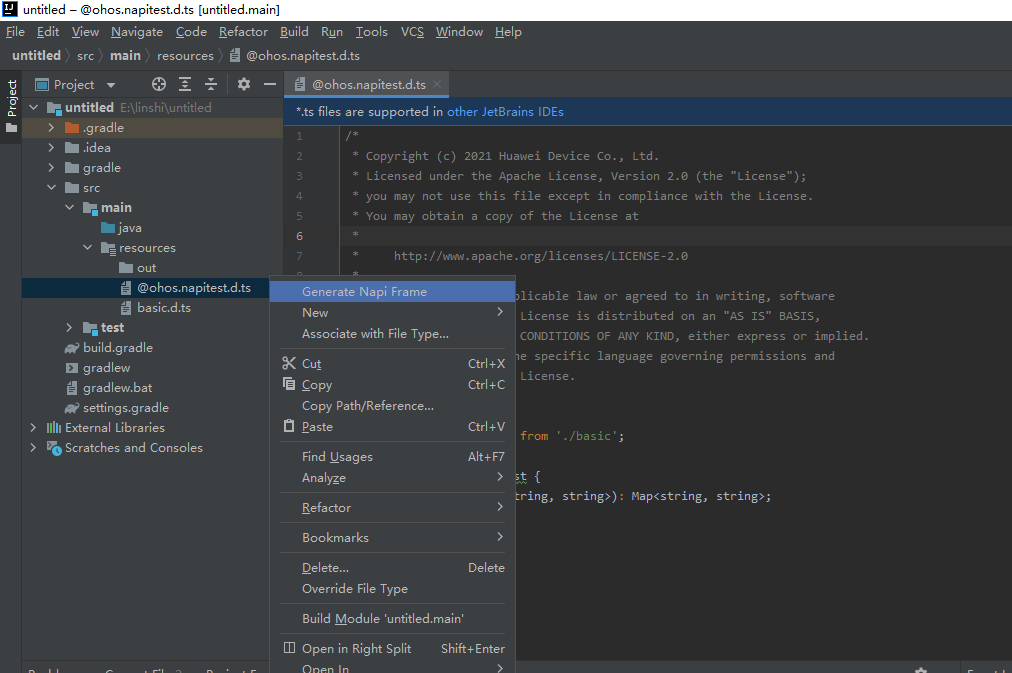 untitled – @ohos.napitest.d.ts [untitled.main]
File Edit View Navigate Code Refactor Build Run Tools VCS Window Help
untitled src main resources @ohos.napitest.d.ts
Project
Project
@ohos.napitest.d.ts
untitled E:\linshi\untitled
.gradle
.idea
gradle
src
main
java
resources
out
@ohos.napitest.d.ts
basic.d.ts
test
build.gradle
gradlew
gradlew.bat
settings.gradle
External Libraries
Scratches and Consoles
*.ts files are supported in other JetBrains IDEs
1 /*
2 * Copyright (c) 2021 Huawei Device Co., Ltd.
3 * Licensed under the Apache License, Version 2.0 (the "License");
4 * you may not use this file except in compliance with the License.
5 * You may obtain a copy of the License at
6 *
7 * http://www.apache.org/licenses/LICENSE-2.0
8 *
plicable law or agreed to in writing, software
License is distributed on an "AS IS" BASIS,
CONDITIONS OF ANY KIND, either express or implied.
e specific language governing permissions and
License.
from './basic';
st {
tring, string>): Map<string, string>;
Generate Napi Frame
New
Associate with File Type...
Cut Ctrl+X
Copy Ctrl+C
Copy Path/Reference...
Paste Ctrl+V
Find Usages Alt+F7
Analyze
Refactor
Bookmarks
Delete... Delete
Override File Type
Build Module 'untitled.main'
Open in Right Split Shift+Enter
Open In